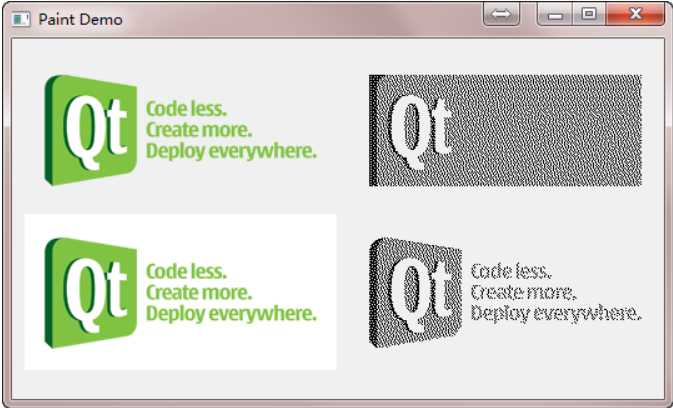 Paint Demo
Qt
Code less.
Create more.
Deploy everywhere.
Qt
Qt
Code less.
Create more.
Deploy everywhere.
Qt
Code less.
Create more.
Deploy everywhere.